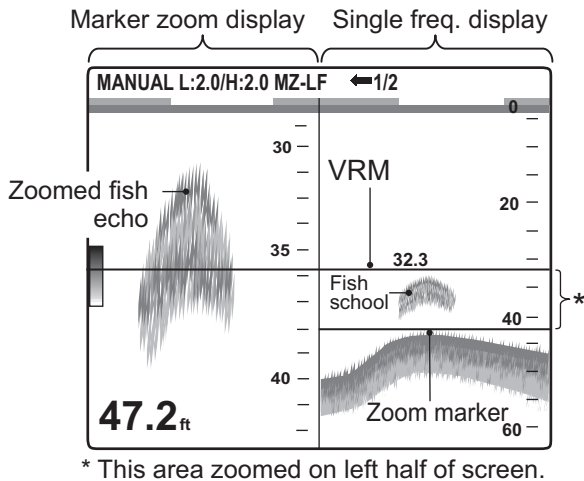 Marker zoom display
Single freq. display
MANUAL L:2.0/H:2.0 MZ-LF ⬅1/2
0
30
VRM
Zoomed fish
echo
20
35
32.3
Fish
school
*
40
40
Zoom marker
47.2ft
60
* This area zoomed on left half of screen.